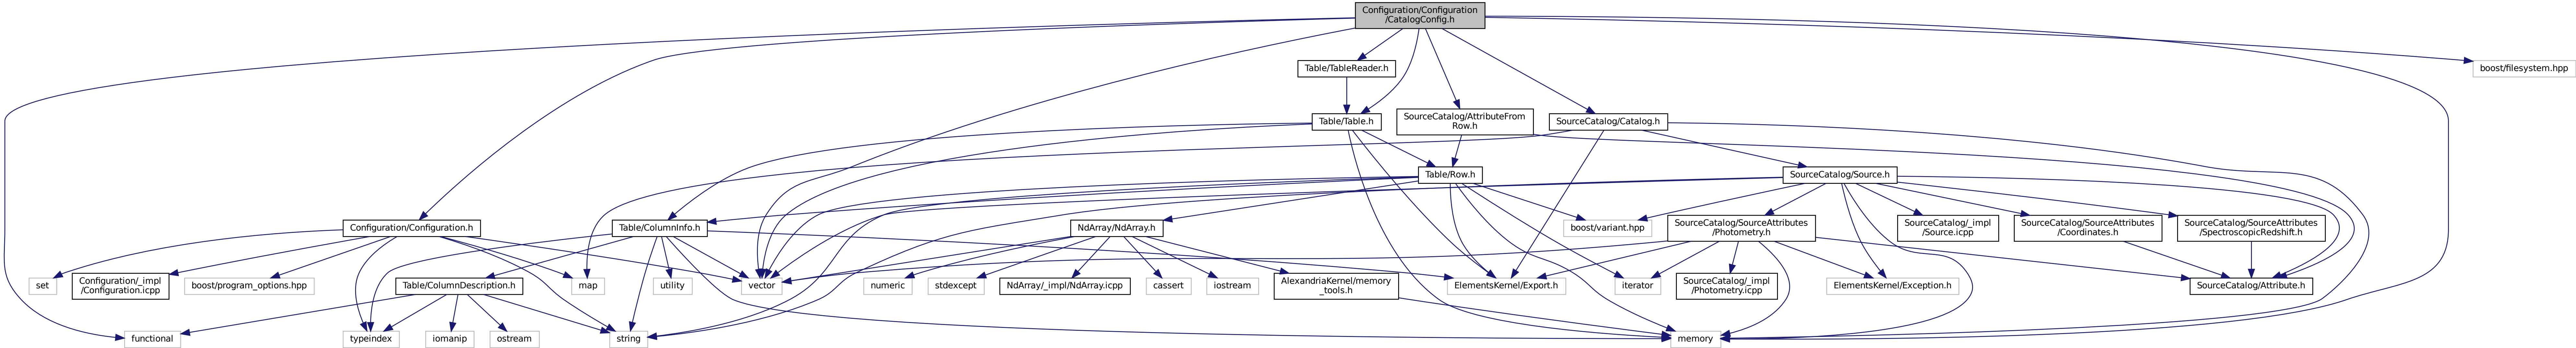 Configuration/Configuration
/CatalogConfig.h
Table/TableReader.h
boost/filesystem.hpp
Table/Table.h
SourceCatalog/AttributeFrom
Row.h
SourceCatalog/Catalog.h
Table/Row.h
SourceCatalog/Source.h
Configuration/Configuration.h
Table/ColumnInfo.h
NdArray/NdArray.h
boost/variant.hpp
SourceCatalog/SourceAttributes
/Photometry.h
SourceCatalog/_impl
/Source.icpp
SourceCatalog/SourceAttributes
/Coordinates.h
SourceCatalog/SourceAttributes
/SpectroscopicRedshift.h
set
Configuration/_impl
/Configuration.icpp
boost/program_options.hpp
Table/ColumnDescription.h
map
utility
vector
numeric
stdexcept
NdArray/_impl/NdArray.icpp
cassert
iostream
AlexandriaKernel/memory
_tools.h
ElementsKernel/Export.h
iterator
SourceCatalog/_impl
/Photometry.icpp
ElementsKernel/Exception.h
SourceCatalog/Attribute.h
functional
typeindex
iomanip
ostream
string
memory